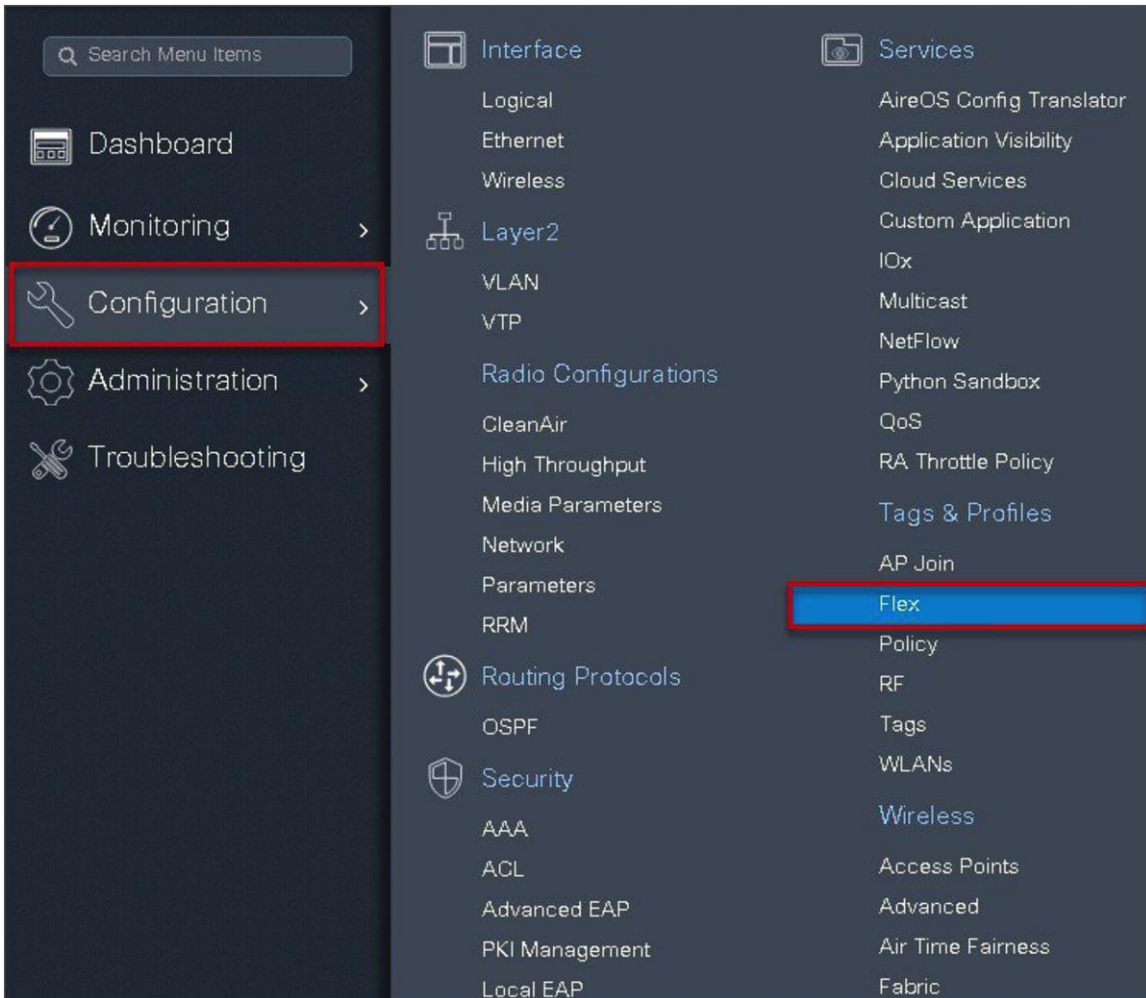 Search Menu Items
Dashboard
Monitoring
Configuration
Administration
Troubleshooting
Interface
Logical
Ethernet
Wireless
Layer2
VLAN
VTP
Radio Configurations
CleanAir
High Throughput
Media Parameters
Network
Parameters
RRM
Routing Protocols
OSPF
Security
AAA
ACL
Advanced EAP
PKI Management
Local EAP
Services
AireOS Config Translator
Application Visibility
Cloud Services
Custom Application
IOx
Multicast
NetFlow
Python Sandbox
QoS
RA Throttle Policy
Tags & Profiles
AP Join
Flex
Policy
RF
Tags
WLANs
Wireless
Access Points
Advanced
Air Time Fairness
Fabric